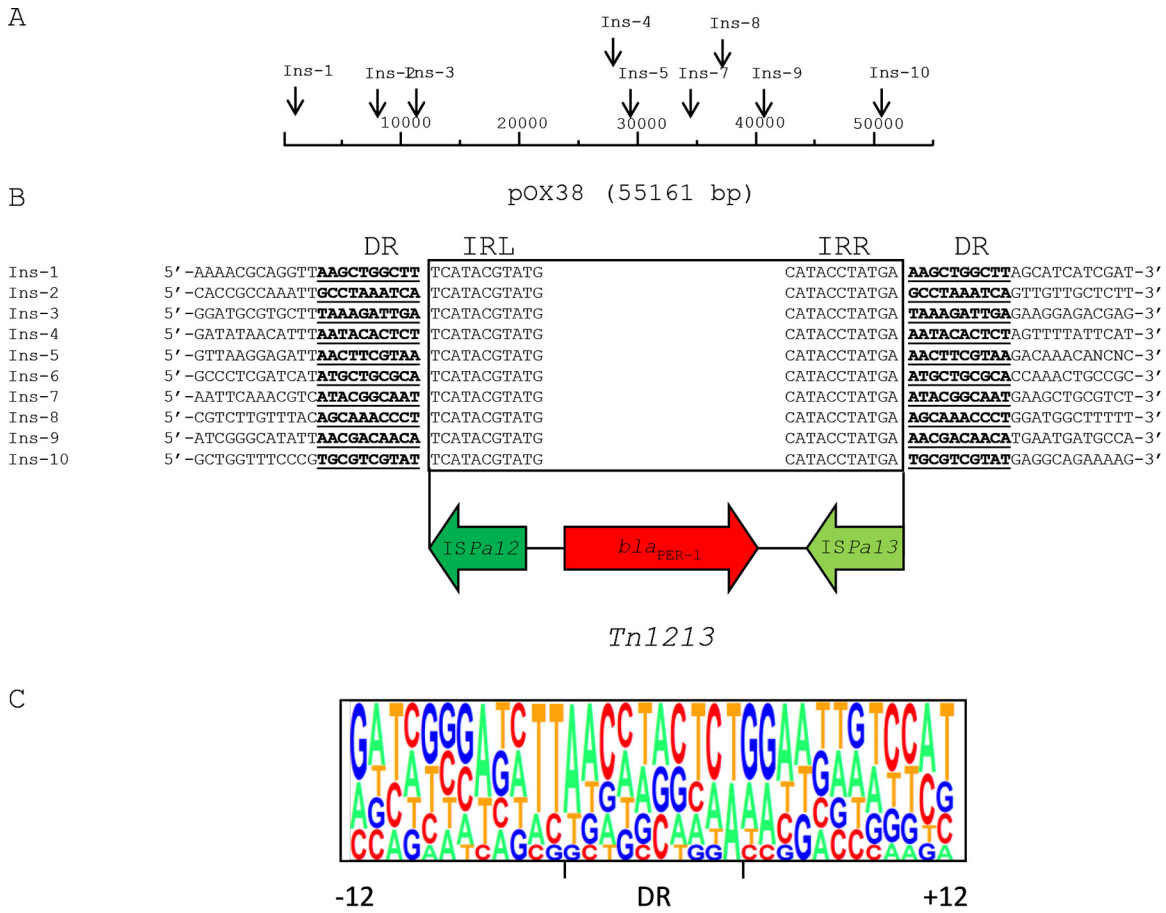 A
Ins-4 Ins-8
Ins-1 Ins-2 Ins-3 Ins-5 Ins-7 Ins-9 Ins-10
10000 20000 30000 40000 50000
pOX38 (55161 bp)
B
DR IRL IRR DR
Ins-1 5’-AAAACGCAGGTTAAGCTGGCTT TCATACGTATG CATACCTATGA AAGCTGGCTTAGCATCATCGAT-3’
Ins-2 5’-CACCGCCAAATTGCCTAAATCA TCATACGTATG CATACCTATGA GCCTAAATCAGTTGTTGCTCTT-3’
Ins-3 5’-GGATGCGTGCTTTAAAGATTGA TCATACGTATG CATACCTATGA TAAAGATTGAGAAGGAGACGAG-3’
Ins-4 5’-GATATAACATTTAATACACTCT TCATACGTATG CATACCTATGA AATACACTCTAGTTTTATTCAT-3’
Ins-5 5’-GTTAAGGAGATTAACTTCGTAA TCATACGTATG CATACCTATGA AACTTCGTAAGACAAACANCNC-3’
Ins-6 5’-GCCCTCGATCATATGCTGCGCA TCATACGTATG CATACCTATGA ATGCTGCGCACCAAACTGCCGC-3’
Ins-7 5’-AATTCAAACGTCATACGGCAAT TCATACGTATG CATACCTATGA ATACGGCAATGAAGCTGCGTCT-3’
Ins-8 5’-CGTCTTGTTTACAGCAAACCCT TCATACGTATG CATACCTATGA AGCAAACCCTGGATGGCTTTTT-3’
Ins-9 5’-ATCGGGCATATTAACGACAACA TCATACGTATG CATACCTATGA AACGACAACATGAATGATGCCA-3’
Ins-10 5’-GCTGGTTTCCCGTGCGTCGTAT TCATACGTATG CATACCTATGA TGCGTCGTATGAGGCAGAAAAG-3’
ISPa12 bla PER-1 ISPa13
Tn1213
C
GATCGGGATCTTAACCTACTCTGGAATTGTCCAT
-12 DR +12